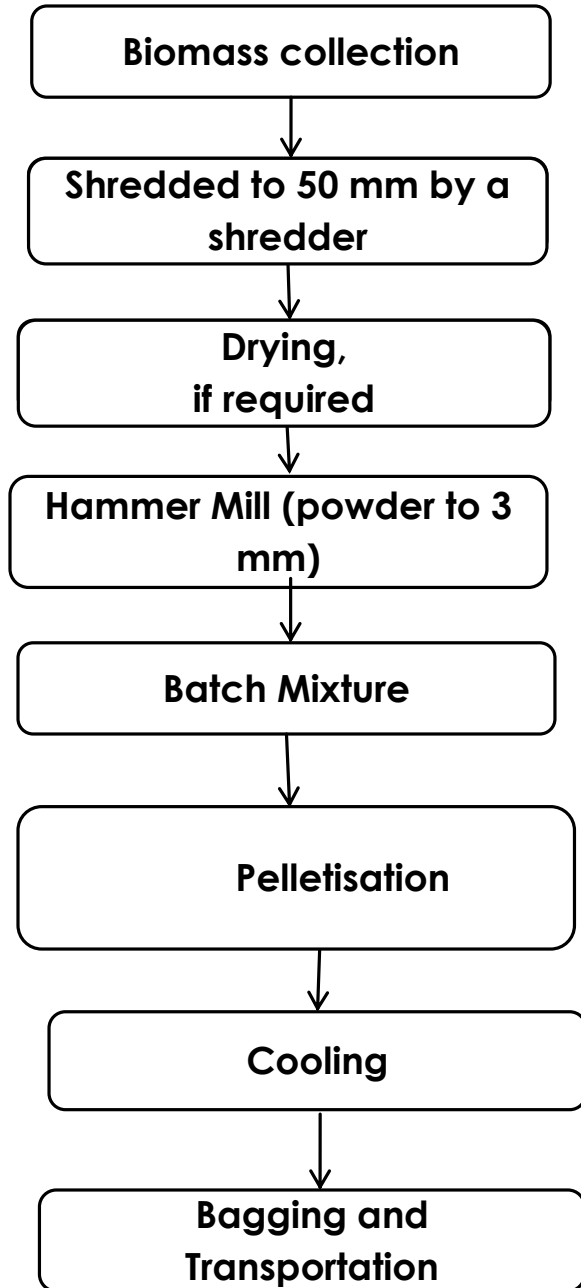 Biomass collection
Shredded to 50 mm by a
shredder
Drying,
if required
Hammer Mill (powder to 3
mm)
Batch Mixture
Pelletisation
Cooling
Bagging and
Transportation